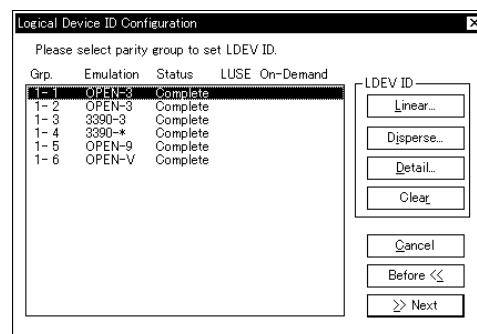 Logical Device ID Configuration
Please select parity group to set LDEV ID.
Grp. Emulation Status LUSE On-Demand
1- 1 OPEN-3 Complete
1- 2 OPEN-3 Complete
1- 3 3390-3 Complete
1- 4 3390-* Complete
1- 5 OPEN-9 Complete
1- 6 OPEN-V Complete
LDEV ID
Linear...
Disperse...
Detail...
Clear
Cancel
Before <<
>> Next